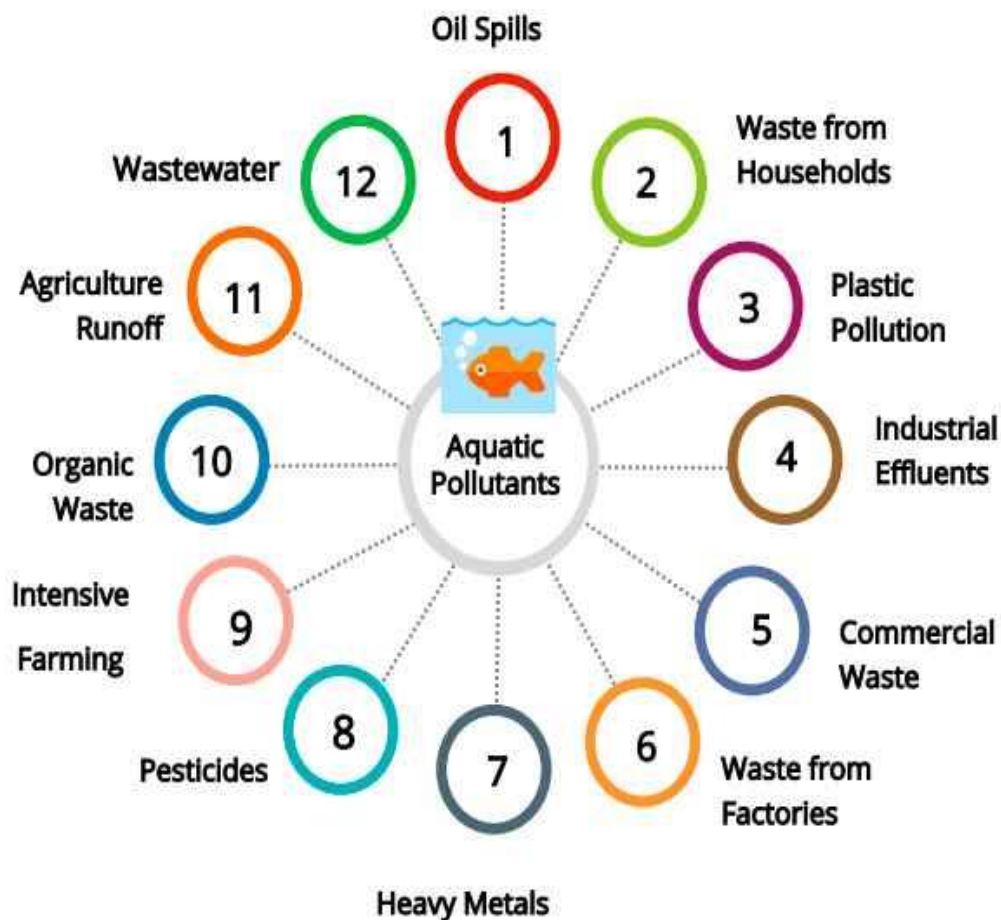 Oil Spills
1
Waste from
Households
2
Plastic
Pollution
3
Industrial
Effluents
4
Commercial
Waste
5
Waste from
Factories
6
Heavy Metals
7
Pesticides
8
Intensive
Farming
9
Organic
Waste
10
Agriculture
Runoff
11
Wastewater
12
Aquatic
Pollutants